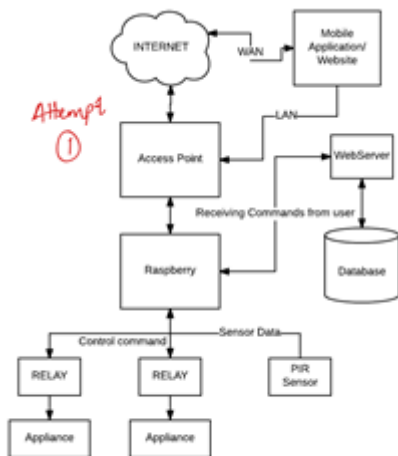 INTERNET
WAN
Mobile
Application/
Website
Attempt
1
LAN
Access Point
WebServer
Receiving Commands from user
Raspberry
Database
Sensor Data
Control command
RELAY
RELAY
PIR
Sensor
Appliance
Appliance